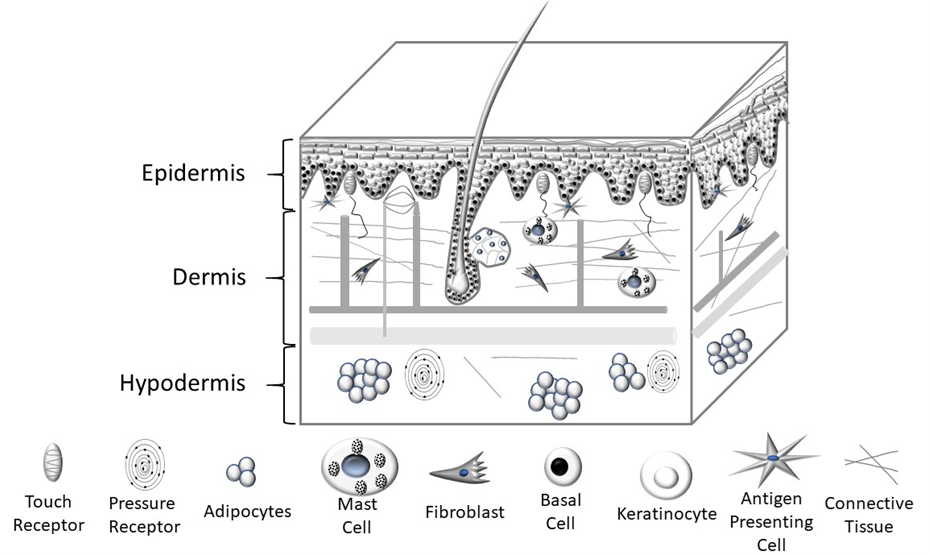 Epidermis
Dermis
Hypodermis
Touch
Receptor
Pressure
Receptor
Adipocytes
Mast
Cell
Fibroblast
Basal
Cell
Keratinocyte
Antigen
Presenting
Cell
Connective
Tissue